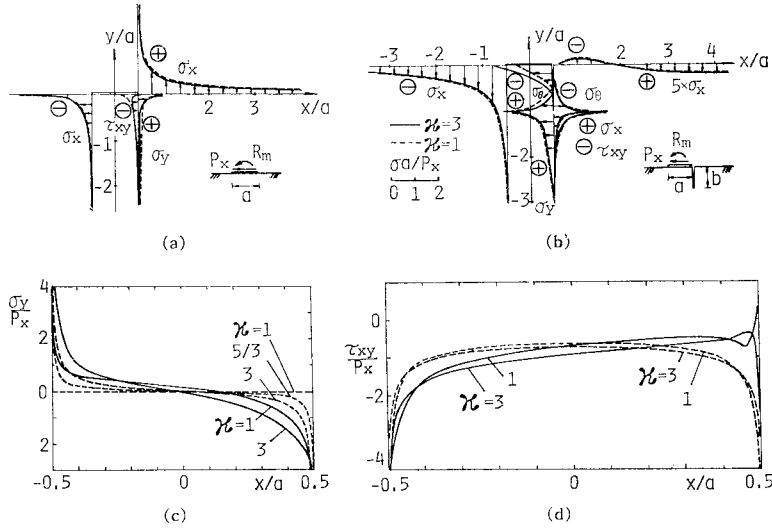 (a)
y/a
σx
x/a
2 3
σx
τxy
σy
-1
-2
Px
Rm
a
(b)
y/a
-3 -2 -1
1 2 3 4
x/a
σx
σθ
σθ
5×σx
σx
τxy
ϰ=3
ϰ=1
σa/Px
0 1 2
-2
-3
σy
Px
Rm
a
b
(a)
(b)
(c)
(d)
σy/Px
4
2
0
2
-0.5 0 x/a 0.5
ϰ=1
5/3
3
ϰ=1
3
(c)
τxy/Px
0
-2
-4
-0.5 0 x/a 0.5
1
ϰ=3
ϰ=3
1
(d)